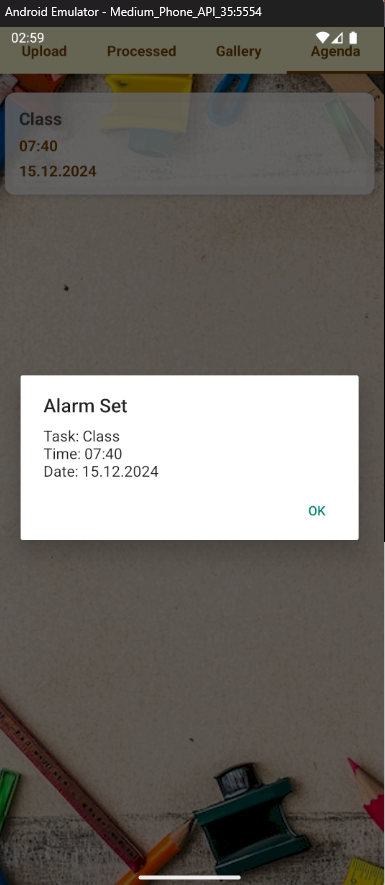 Android Emulator - Medium_Phone_API_35:5554
02:59
Upload Processed Gallery Agenda
Class
07:40
15.12.2024
Alarm Set
Task: Class
Time: 07:40
Date: 15.12.2024
OK